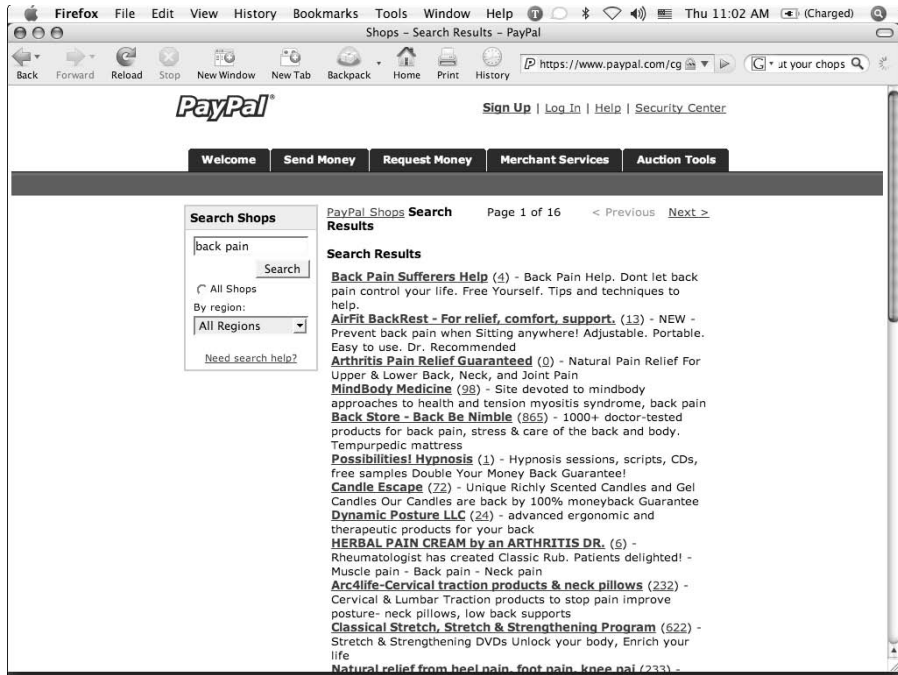 Firefox File Edit View History Bookmarks Tools Window Help Thu 11:02 AM (Charged)
Shops – Search Results – PayPal
Back Forward Reload Stop New Window New Tab Backpack Home Print History https://www.paypal.com/cg G ut your chops
PayPal
Sign Up | Log In | Help | Security Center
Welcome Send Money Request Money Merchant Services Auction Tools
Search Shops
back pain
Search
All Shops
By region:
All Regions
Need search help?
PayPal Shops Search Results Page 1 of 16 < Previous Next >
Search Results
Back Pain Sufferers Help (4) - Back Pain Help. Dont let back
pain control your life. Free Yourself. Tips and techniques to
help.
AirFit BackRest - For relief, comfort, support. (13) - NEW -
Prevent back pain when Sitting anywhere! Adjustable. Portable.
Easy to use. Dr. Recommended
Arthritis Pain Relief Guaranteed (0) - Natural Pain Relief For
Upper & Lower Back, Neck, and Joint Pain
MindBody Medicine (98) - Site devoted to mindbody
approaches to health and tension myositis syndrome, back pain
Back Store - Back Be Nimble (865) - 1000+ doctor-tested
products for back pain, stress & care of the back and body.
Tempurpedic mattress
Possibilities! Hypnosis (1) - Hypnosis sessions, scripts, CDs,
free samples Double Your Money Back Guarantee!
Candle Escape (72) - Unique Richly Scented Candles and Gel
Candles Our Candles are back by 100% moneyback Guarantee
Dynamic Posture LLC (24) - advanced ergonomic and
therapeutic products for your back
HERBAL PAIN CREAM by an ARTHRITIS DR. (6) -
Rheumatologist has created Classic Rub. Patients delighted! -
Muscle pain - Back pain - Neck pain
Arc4life-Cervical traction products & neck pillows (232) -
Cervical & Lumbar Traction products to stop pain improve
posture- neck pillows, low back supports
Classical Stretch, Stretch & Strengthening Program (622) -
Stretch & Strengthening DVDs Unlock your body, Enrich your
life
Natural relief from heel pain, foot pain, knee pai (233) -